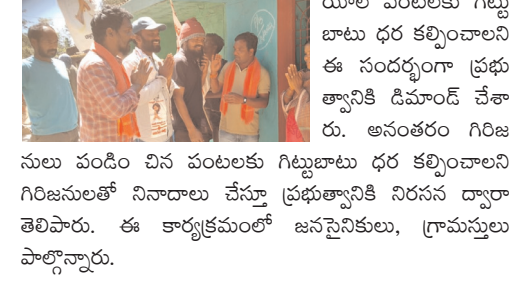 యాల పంటలకు గిట్టు
బాటు ధర కల్పించాలని
ఈ సందర్భంగా ప్రభు
త్వానికి డిమాండ్ చేశా
రు. అనంతరం గిరిజ
నులు పండిం చిన పంటలకు గిట్టుబాటు ధర కల్పించాలని
గిరిజనులతో నినాదాలు చేస్తూ ప్రభుత్వానికి నిరసన ద్వారా
తెలిపారు. ఈ కార్యక్రమంలో జనసైనికులు, గ్రామస్తులు
పాల్గొన్నారు.